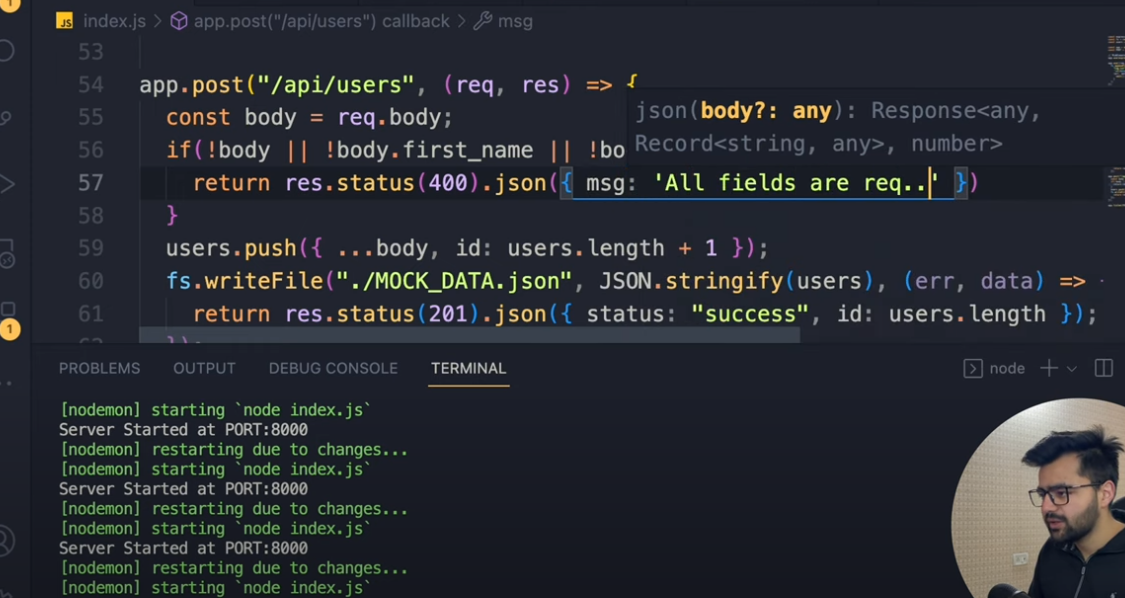 1
index.js > app.post("/api/users") callback > msg
53
54 app.post("/api/users", (req, res) => {
json(body?: any): Response<any,
Record<string, any>, number>
55 const body = req.body;
56 if(!body || !body.first_name || !bo
57 return res.status(400).json({ msg: 'All fields are req..' })
58 }
59 users.push({ ...body, id: users.length + 1 });
60 fs.writeFile("./MOCK_DATA.json", JSON.stringify(users), (err, data) =>
61 return res.status(201).json({ status: "success", id: users.length });
1
PROBLEMS OUTPUT DEBUG CONSOLE TERMINAL node
[nodemon] starting `node index.js`
Server Started at PORT:8000
[nodemon] restarting due to changes...
[nodemon] starting `node index.js`
Server Started at PORT:8000
[nodemon] restarting due to changes...
[nodemon] starting `node index.js`
Server Started at PORT:8000
[nodemon] restarting due to changes...
[nodemon] starting `node index.js`